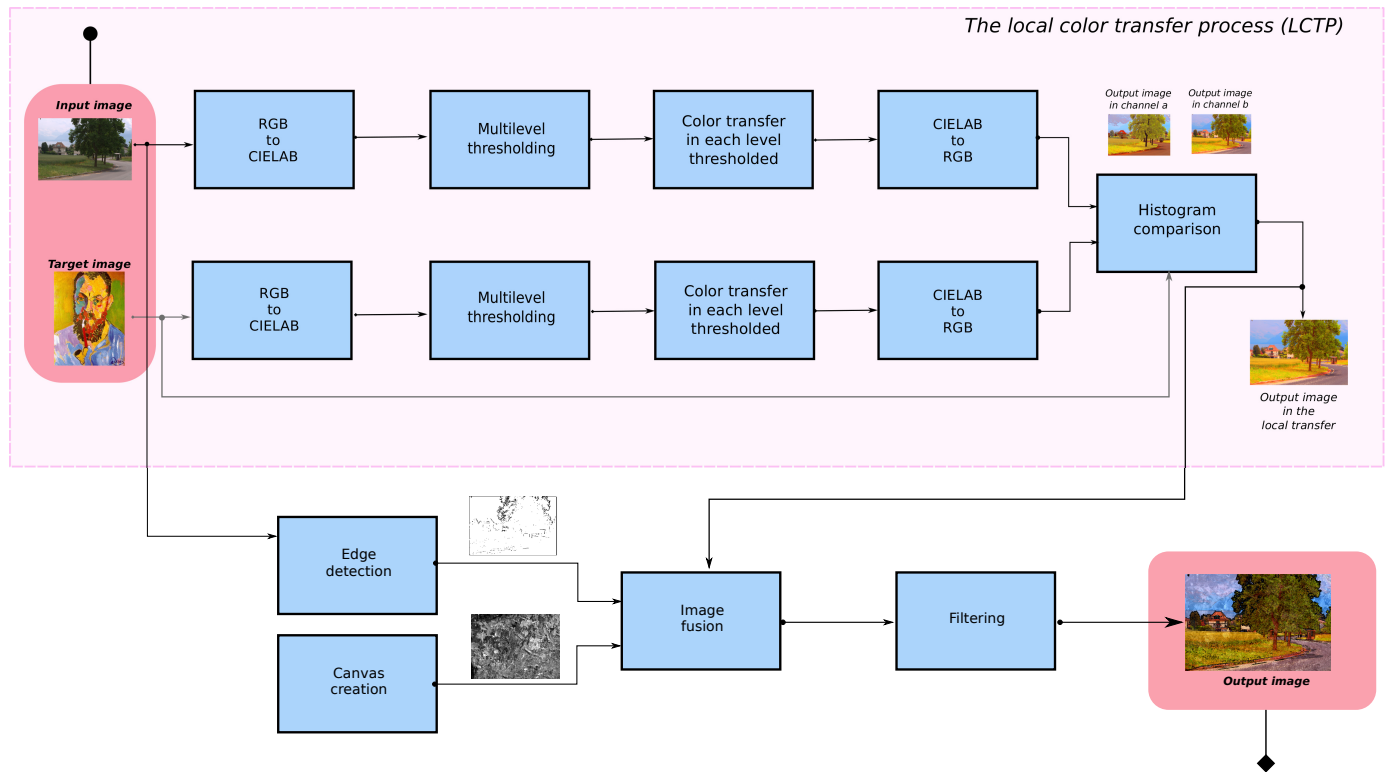 The local color transfer process (LCTP)
Input image
RGB
to
CIELAB
Multilevel
thresholding
Color transfer
in each level
thresholded
CIELAB
to
RGB
Output image
in channel a
Output image
in channel b
Histogram
comparison
Target image
RGB
to
CIELAB
Multilevel
thresholding
Color transfer
in each level
thresholded
CIELAB
to
RGB
Output image
in the
local transfer
Edge
detection
Canvas
creation
Image
fusion
Filtering
Output image